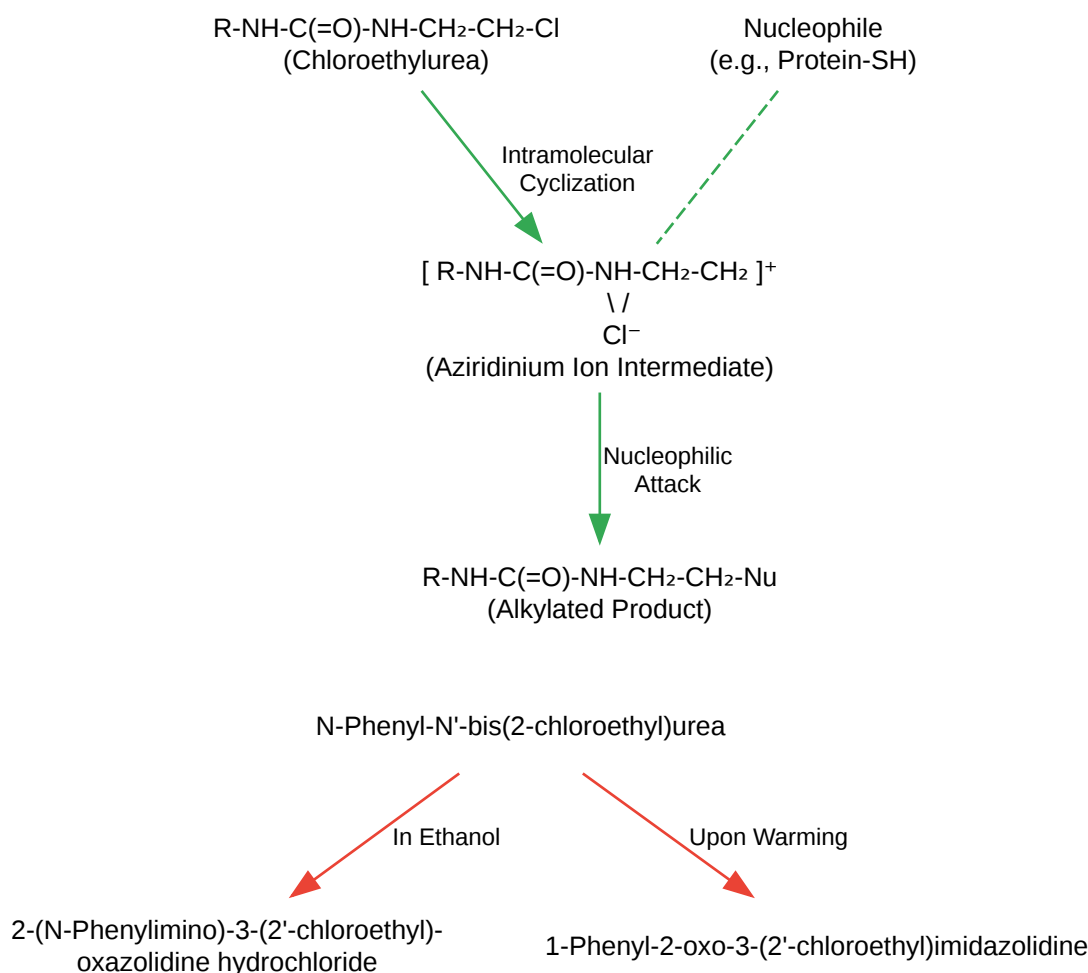 R-NH-C(=O)-NH-CH₂-CH₂-Cl
(Chloroethylurea)
Nucleophile
(e.g., Protein-SH)
Intramolecular
Cyclization
[ R-NH-C(=O)-NH-CH₂-CH₂ ]⁺
\ /
Cl⁻
(Aziridinium Ion Intermediate)
Nucleophilic
Attack
R-NH-C(=O)-NH-CH₂-CH₂-Nu
(Alkylated Product)
N-Phenyl-N'-bis(2-chloroethyl)urea
In Ethanol
Upon Warming
2-(N-Phenylimino)-3-(2'-chloroethyl)-
oxazolidine hydrochloride
1-Phenyl-2-oxo-3-(2'-chloroethyl)imidazolidine